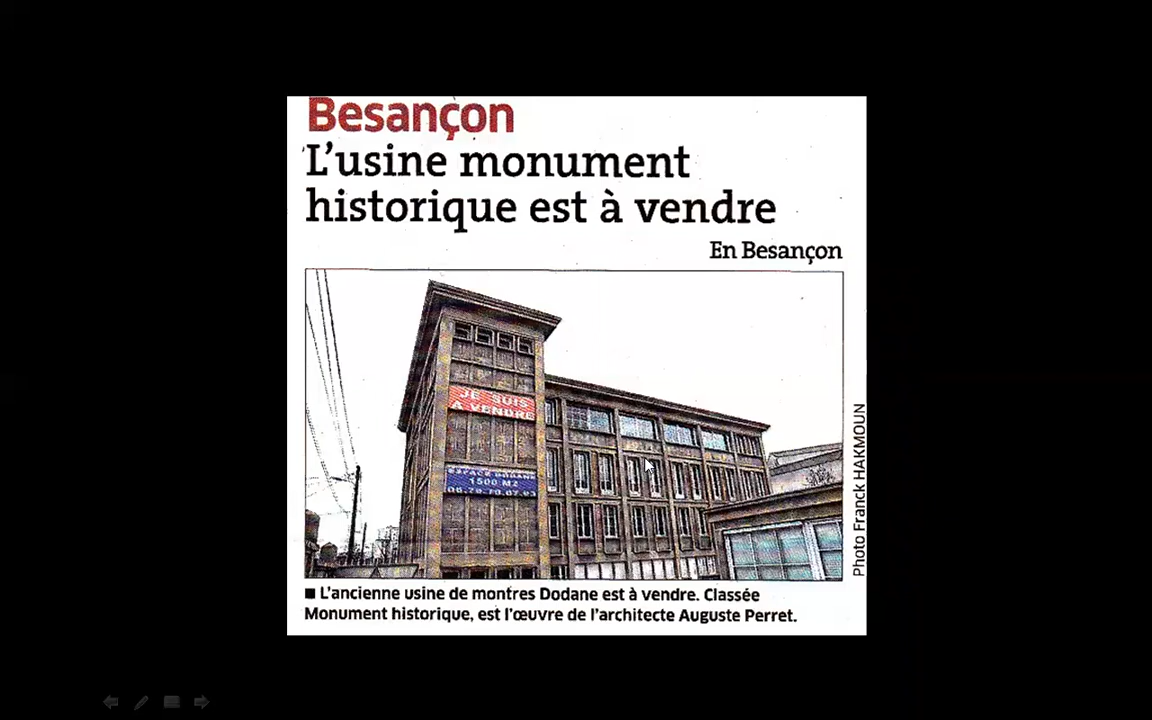 Besançon
L'usine monument
historique est à vendre
En Besançon
JE SUIS
A VENDRE
1500 M2
Photo Franck HAKMOUN
■ L'ancienne usine de montres Dodane est à vendre. Classée
Monument historique, est l'œuvre de l'architecte Auguste Perret.